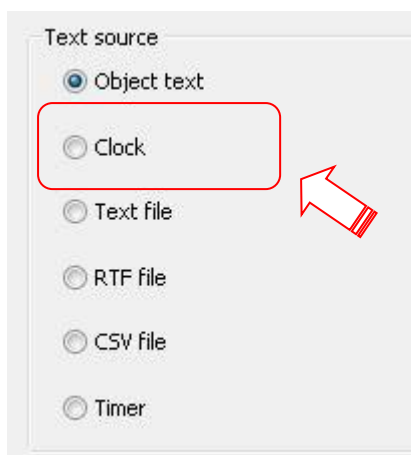 Text source
Object text
Clock
Text file
RTF file
CSV file
Timer